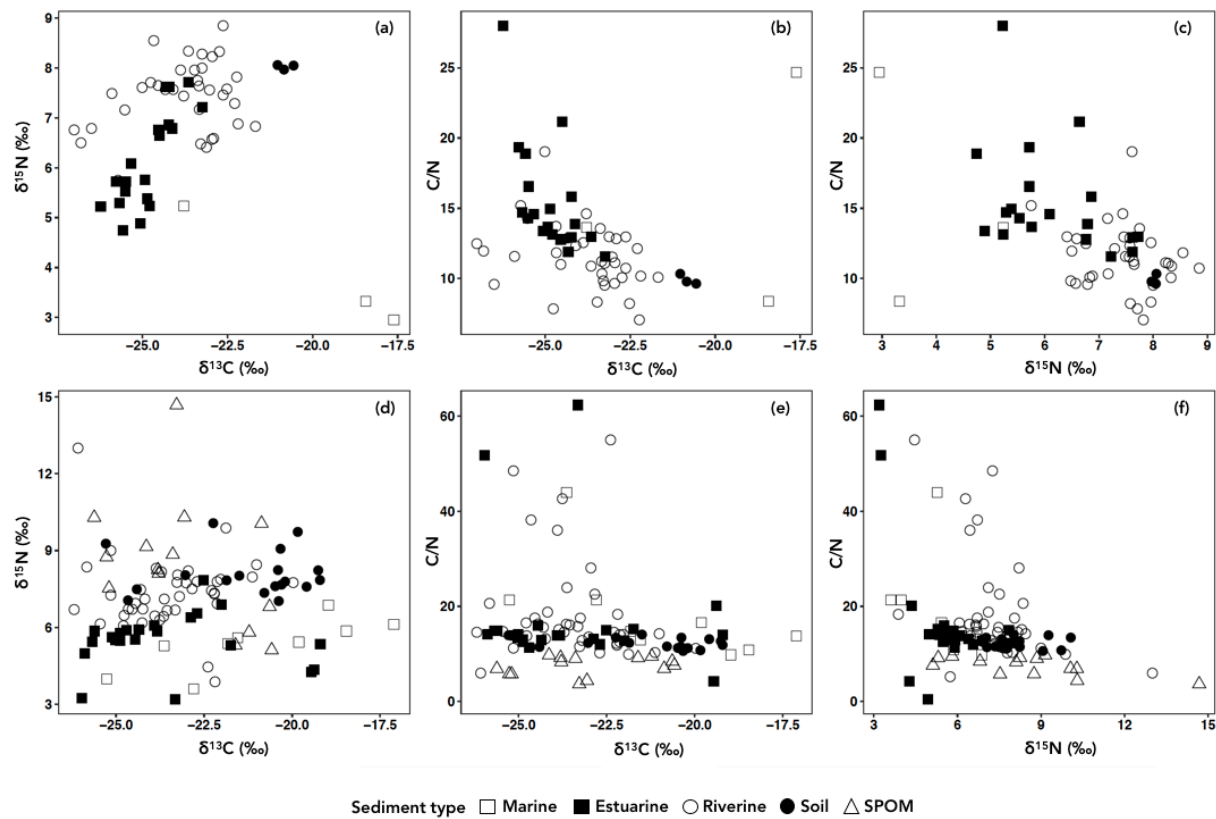 (a)
9
8
7
6
5
4
3
δ¹⁵N (‰)
−25.0 −22.5 −20.0 −17.5
δ¹³C (‰)
(b)
25
20
15
10
C/N
−25.0 −22.5 −20.0 −17.5
δ¹³C (‰)
(c)
25
20
15
10
C/N
3 4 5 6 7 8 9
δ¹⁵N (‰)
(d)
15
12
9
6
3
δ¹⁵N (‰)
−25.0 −22.5 −20.0 −17.5
δ¹³C (‰)
(e)
60
40
20
0
C/N
−25.0 −22.5 −20.0 −17.5
δ¹³C (‰)
(f)
60
40
20
0
C/N
3 6 9 12 15
δ¹⁵N (‰)
Sediment type Marine Estuarine Riverine Soil SPOM